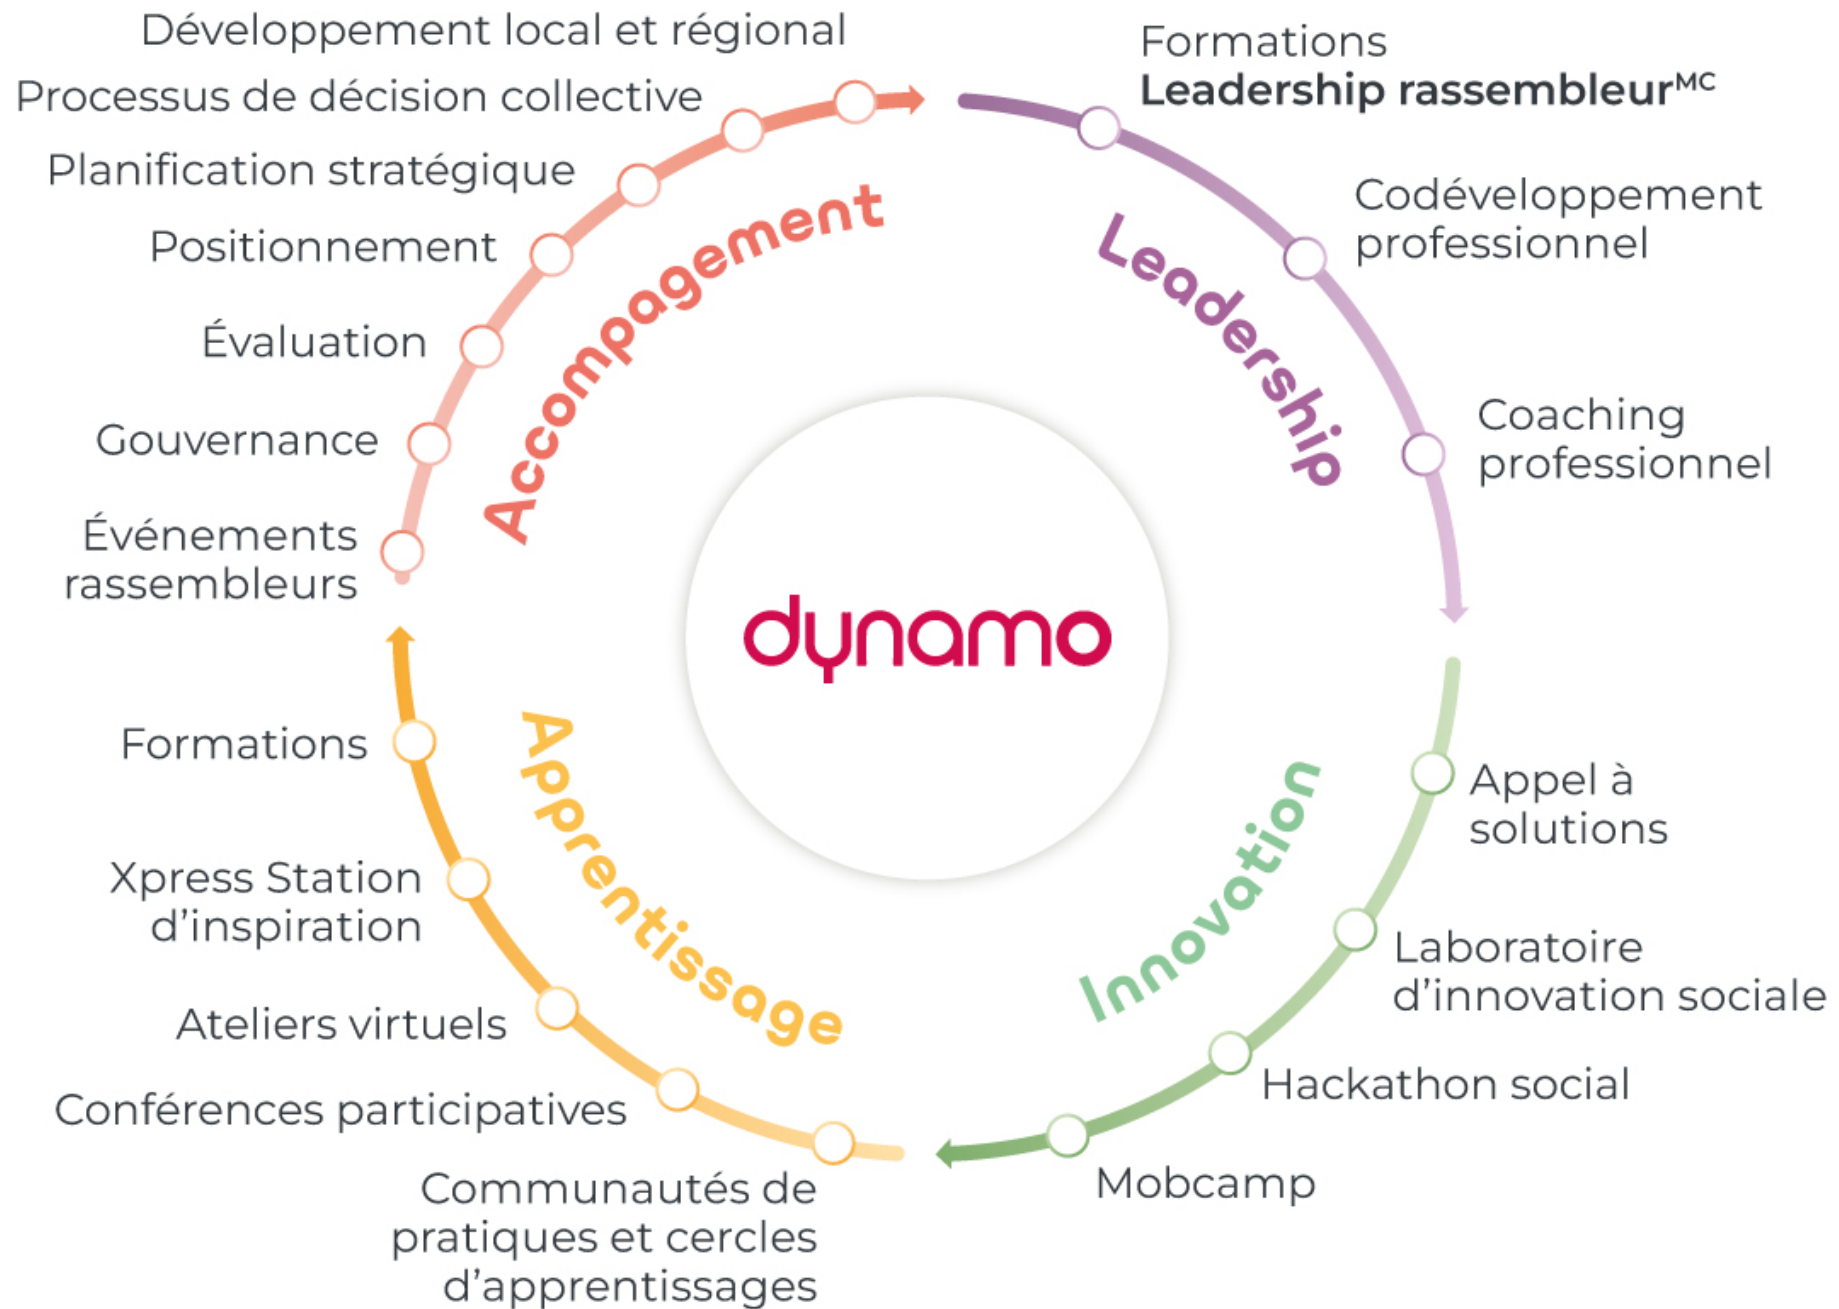 Développement local et régional
Processus de décision collective
Planification stratégique
Positionnement
Évaluation
Gouvernance
Événements
rassembleurs
Accompagement
Formations
Leadership rassembleurᴹᶜ
Codéveloppement
professionnel
Coaching
professionnel
Leadership
dynamo
Formations
Xpress Station
d’inspiration
Ateliers virtuels
Conférences participatives
Communautés de
pratiques et cercles
d’apprentissages
Apprentissage
Appel à
solutions
Laboratoire
d’innovation sociale
Hackathon social
Mobcamp
Innovation